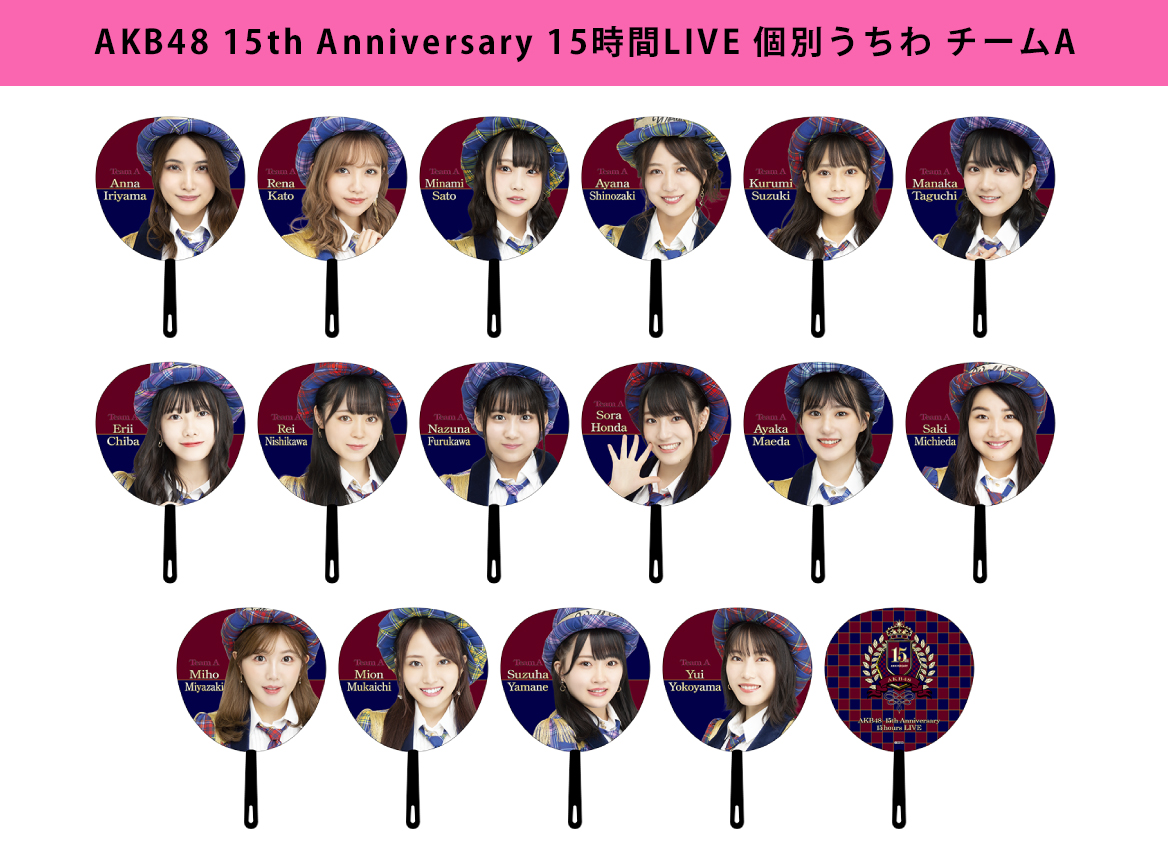 AKB48 15th Anniversary 15時間LIVE 個別うちわ チームA
Team A
Anna
Iriyama
Team A
Rena
Kato
Team A
Minami
Sato
Team A
Ayana
Shinozaki
Team A
Kurumi
Suzuki
Team A
Manaka
Taguchi
Team A
Erii
Chiba
Team A
Rei
Nishikawa
Team A
Nazuna
Furukawa
Team A
Sora
Honda
Team A
Ayaka
Maeda
Team A
Saki
Michieda
Team A
Miho
Miyazaki
Team A
Mion
Mukaichi
Team A
Suzuha
Yamane
Team A
Yui
Yokoyama
15
ANNIVERSARY
AKB48
AKB48 15th Anniversary
15hours LIVE